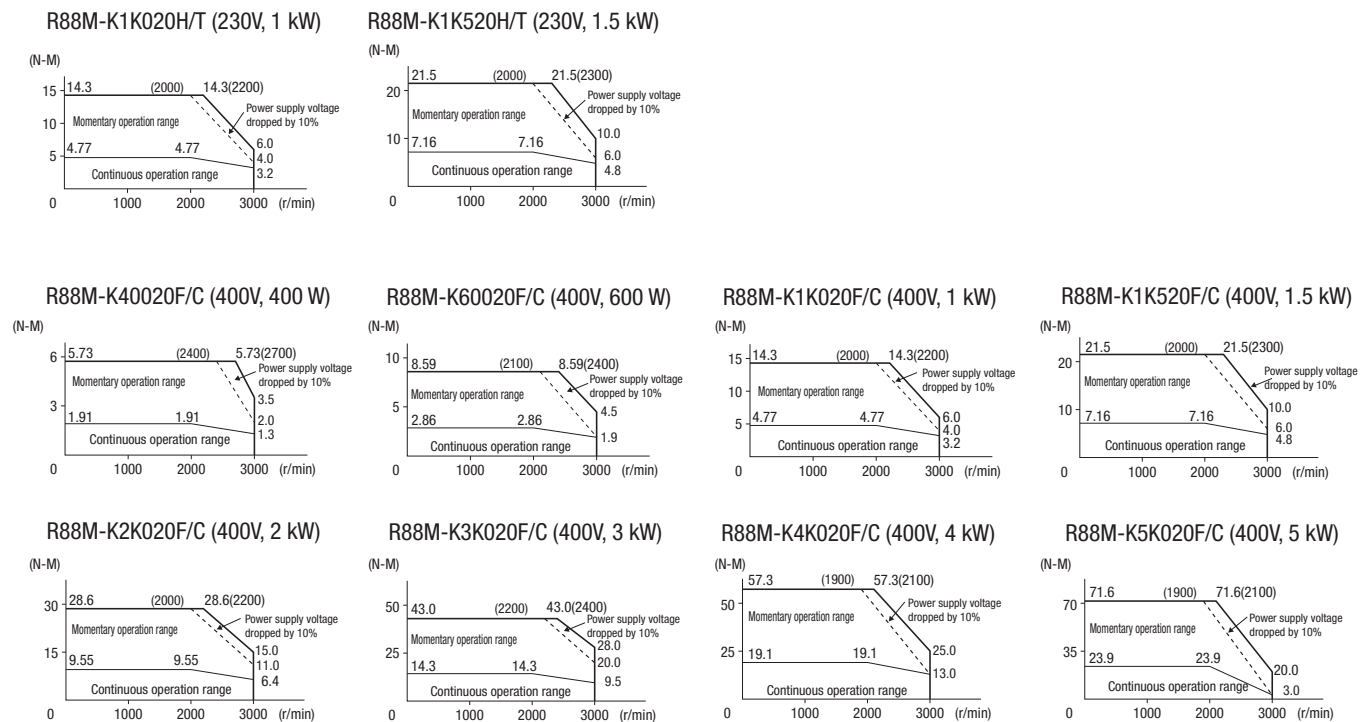 R88M-K1K020H/T (230V, 1 kW)
(N-M)
15
10
5
0
14.3
(2000)
14.3(2200)
Power supply voltage
dropped by 10%
Momentary operation range
4.77
4.77
6.0
4.0
3.2
Continuous operation range
1000
2000
3000
(r/min)
R88M-K1K520H/T (230V, 1.5 kW)
20
10
0
21.5
(2000)
21.5(2300)
Power supply voltage
dropped by 10%
Momentary operation range
7.16
7.16
10.0
6.0
4.8
Continuous operation range
1000
2000
3000
(r/min)
R88M-K40020F/C (400V, 400 W)
(N-M)
6
3
0
5.73
(2400)
5.73(2700)
Power supply voltage
dropped by 10%
Momentary operation range
3.5
1.91
1.91
2.0
1.3
Continuous operation range
1000
2000
3000
(r/min)
R88M-K60020F/C (400V, 600 W)
(N-M)
10
5
0
8.59
(2100)
8.59(2400)
Power supply voltage
dropped by 10%
Momentary operation range
4.5
2.86
2.86
1.9
Continuous operation range
1000
2000
3000
(r/min)
R88M-K1K020F/C (400V, 1 kW)
(N-M)
15
10
5
0
14.3
(2000)
14.3(2200)
Power supply voltage
dropped by 10%
Momentary operation range
4.77
4.77
6.0
4.0
3.2
Continuous operation range
1000
2000
3000
(r/min)
R88M-K1K520F/C (400V, 1.5 kW)
(N-M)
20
10
0
21.5
(2000)
21.5(2300)
Power supply voltage
dropped by 10%
Momentary operation range
7.16
7.16
10.0
6.0
4.8
Continuous operation range
1000
2000
3000
(r/min)
R88M-K2K020F/C (400V, 2 kW)
(N-M)
30
15
0
28.6
(2000)
28.6(2200)
Power supply voltage
dropped by 10%
Momentary operation range
15.0
9.55
9.55
11.0
6.4
Continuous operation range
1000
2000
3000
(r/min)
R88M-K3K020F/C (400V, 3 kW)
(N-M)
50
25
0
43.0
(2200)
43.0(2400)
Power supply voltage
dropped by 10%
Momentary operation range
28.0
14.3
14.3
20.0
9.5
Continuous operation range
1000
2000
3000
(r/min)
R88M-K4K020F/C (400V, 4 kW)
(N-M)
50
25
0
57.3
(1900)
57.3(2100)
Power supply voltage
dropped by 10%
Momentary operation range
19.1
19.1
25.0
13.0
Continuous operation range
1000
2000
3000
(r/min)
R88M-K5K020F/C (400V, 5 kW)
(N-M)
70
35
0
71.6
(1900)
71.6(2100)
Power supply voltage
dropped by 10%
Momentary operation range
23.9
23.9
20.0
3.0
Continuous operation range
1000
2000
3000
(r/min)